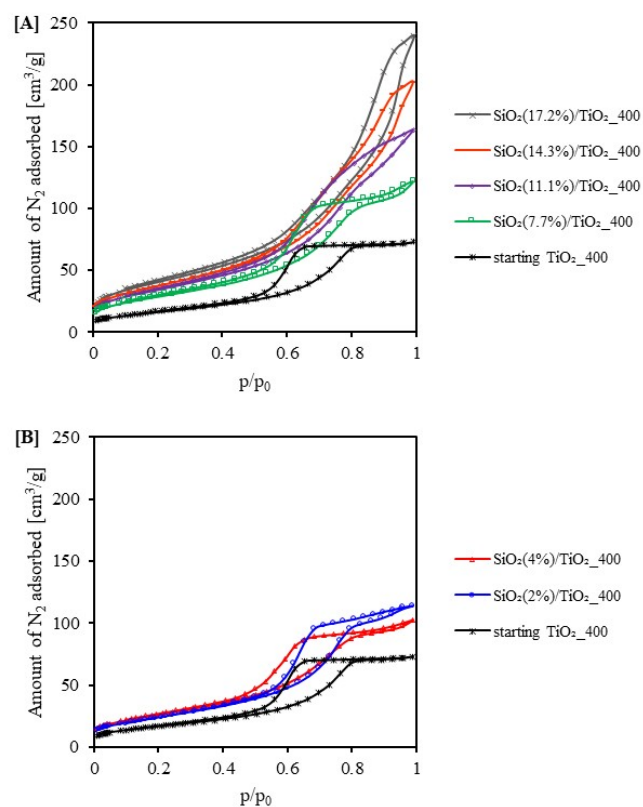 [A]
250
200
150
100
50
0
Amount of N₂ adsorbed [cm³/g]
0 0.2 0.4 0.6 0.8 1
p/p₀
SiO₂(17.2%)/TiO₂_400
SiO₂(14.3%)/TiO₂_400
SiO₂(11.1%)/TiO₂_400
SiO₂(7.7%)/TiO₂_400
starting TiO₂_400
[B]
250
200
150
100
50
0
Amount of N₂ adsorbed [cm³/g]
0 0.2 0.4 0.6 0.8 1
p/p₀
SiO₂(4%)/TiO₂_400
SiO₂(2%)/TiO₂_400
starting TiO₂_400